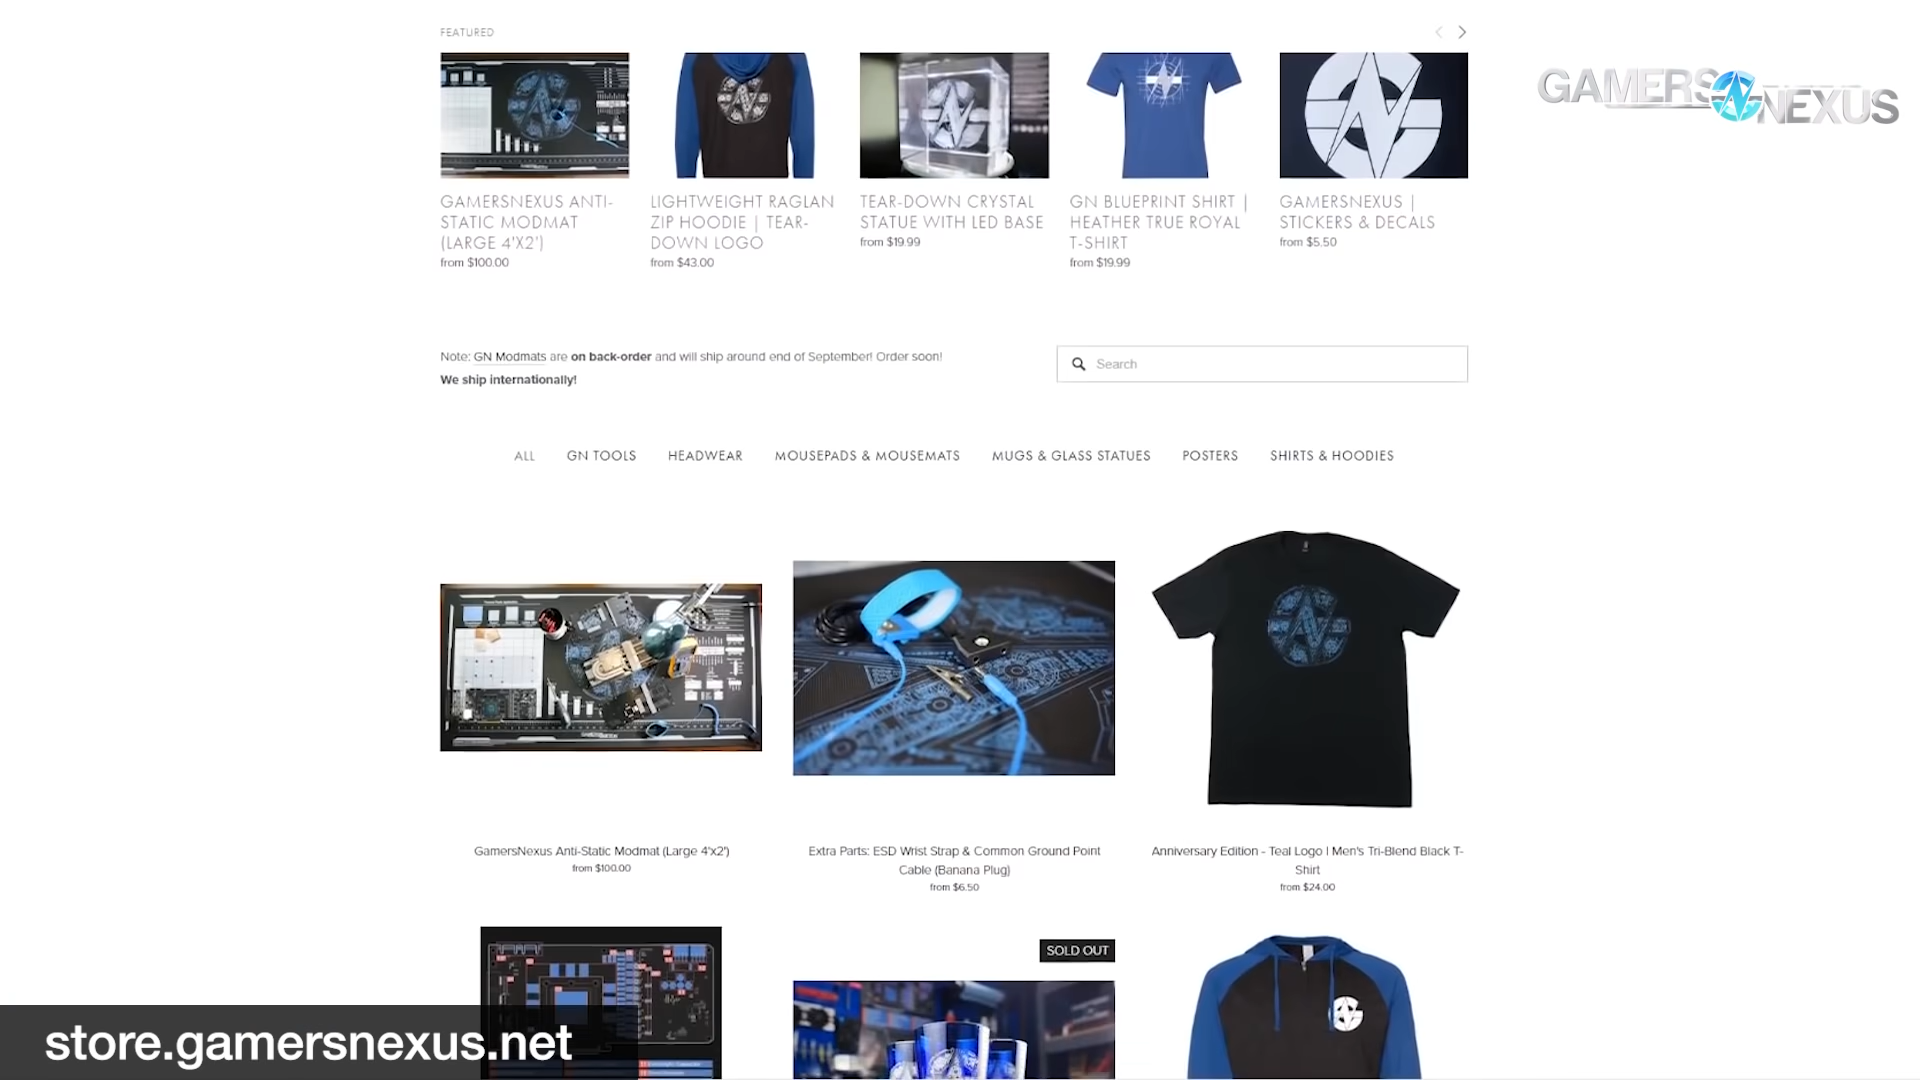 FEATURED
GAMERS NEXUS
GAMERSNEXUS ANTI-
STATIC MODMAT
(LARGE 4'X2')
from $100.00
LIGHTWEIGHT RAGLAN
ZIP HOODIE | TEAR-
DOWN LOGO
from $43.00
TEAR-DOWN CRYSTAL
STATUE WITH LED BASE
from $19.99
GN BLUEPRINT SHIRT |
HEATHER TRUE ROYAL
T-SHIRT
from $19.99
GAMERSNEXUS |
STICKERS & DECALS
from $5.50
Note: GN Modmats are on back-order and will ship around end of September! Order soon!
We ship internationally!
Search
ALL GN TOOLS HEADWEAR MOUSEPADS & MOUSEMATS MUGS & GLASS STATUES POSTERS SHIRTS & HOODIES
GamersNexus Anti-Static Modmat (Large 4'x2')
from $100.00
Extra Parts: ESD Wrist Strap & Common Ground Point
Cable (Banana Plug)
from $6.50
Anniversary Edition - Teal Logo | Men's Tri-Blend Black T-
Shirt
from $24.00
SOLD OUT
store.gamersnexus.net